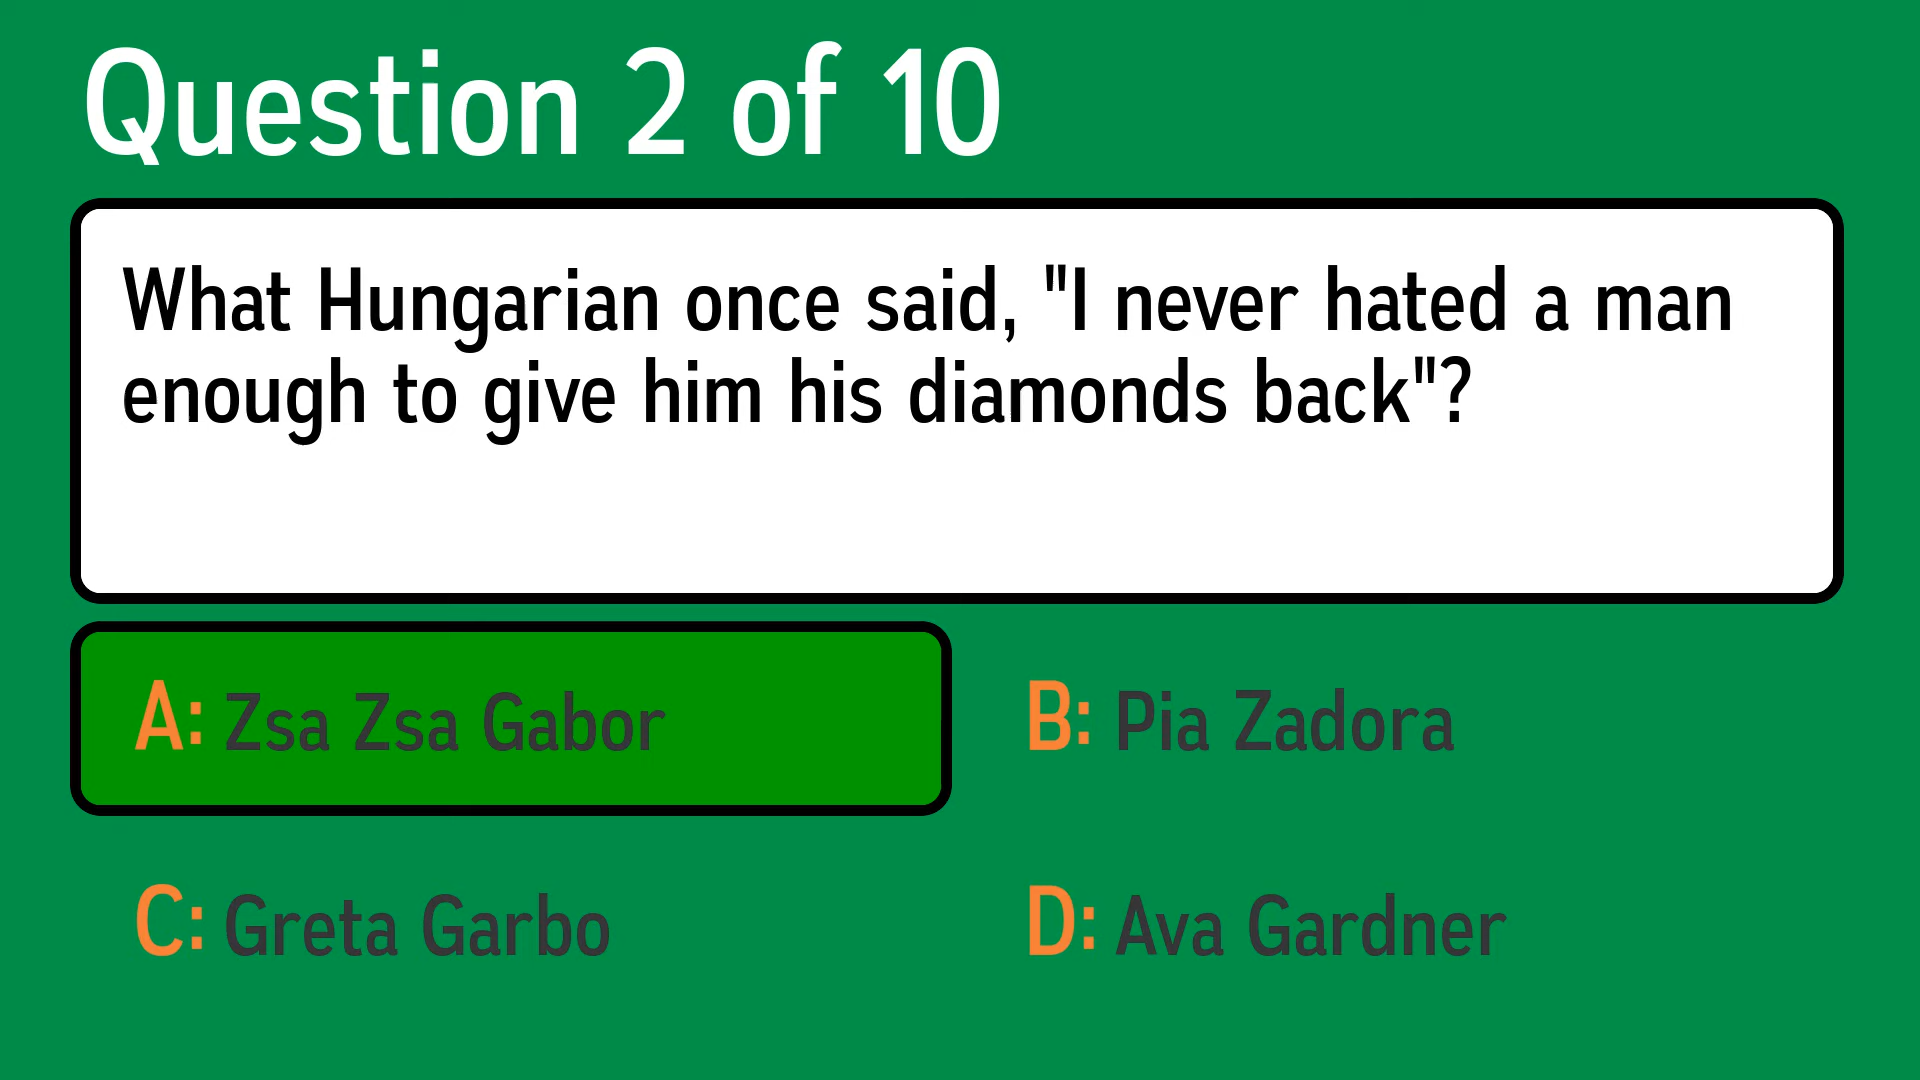 Question 2 of 10
What Hungarian once said, "I never hated a man
enough to give him his diamonds back"?
A: Zsa Zsa Gabor
B: Pia Zadora
C: Greta Garbo
D: Ava Gardner